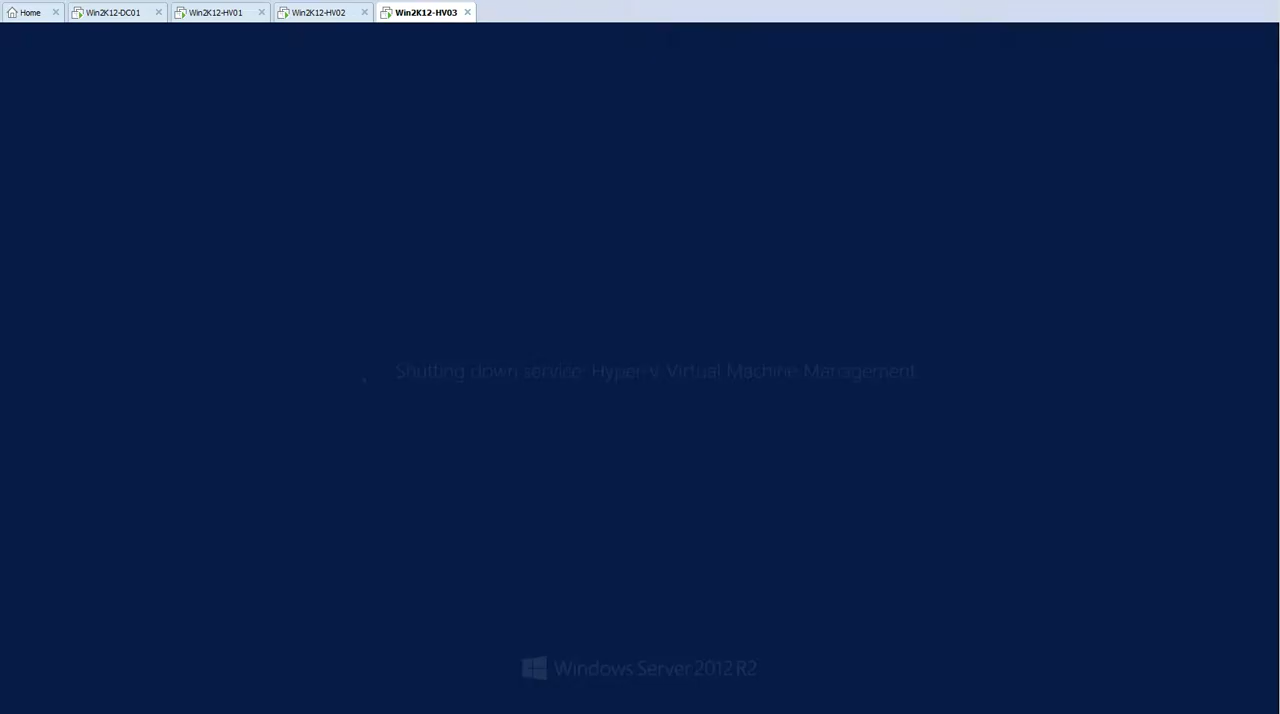 Home
Win2K12-DC01
Win2K12-HV01
Win2K12-HV02
Win2K12-HV03
Shutting down service: Hyper-V Virtual Machine Management
Windows Server 2012 R2